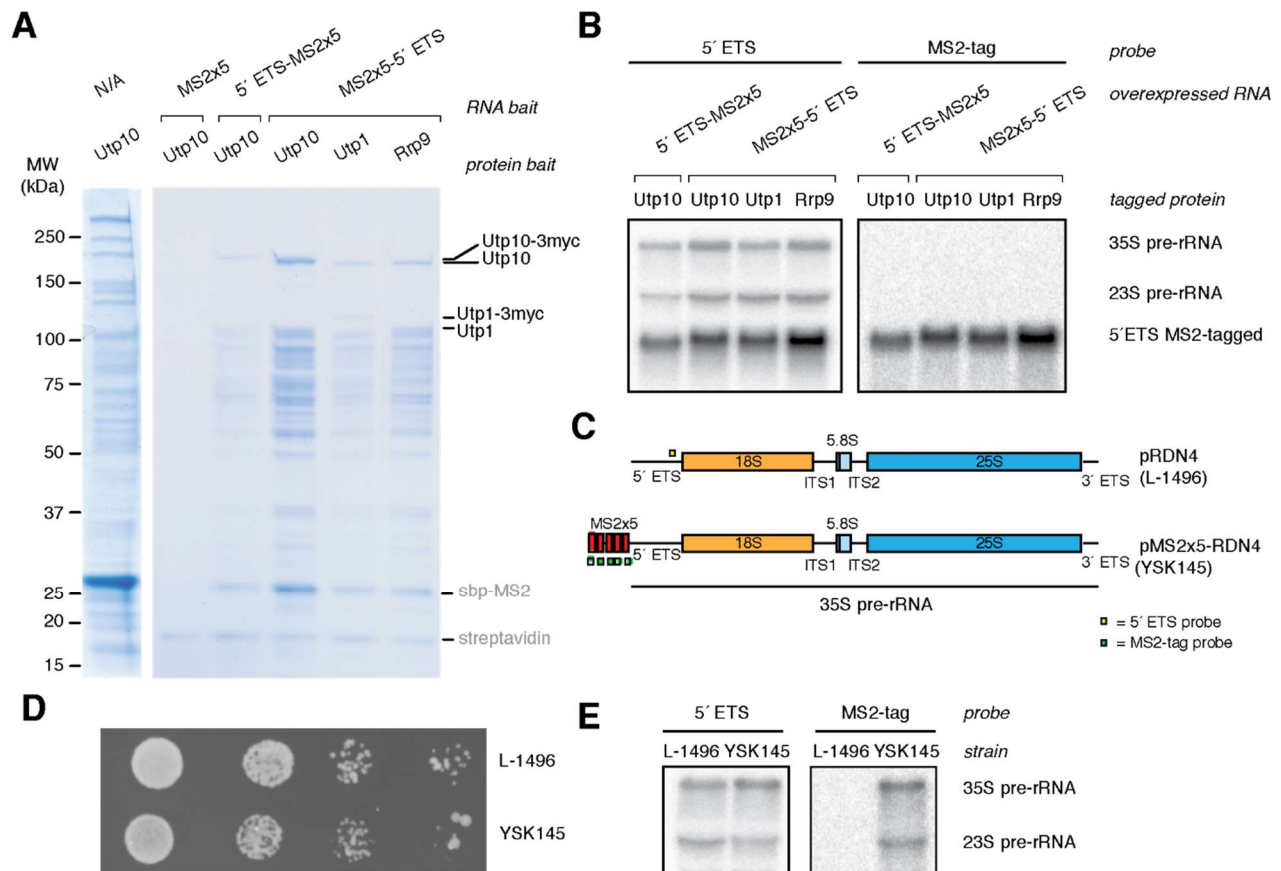 A
N/A
MS2x5
5´ ETS-MS2x5
MS2x5-5´ ETS
RNA bait
Utp10
Utp10
Utp10
Utp10
Utp1
Rrp9
protein bait
MW
(kDa)
250
150
100
75
50
37
25
20
15
Utp10-3myc
Utp10
Utp1-3myc
Utp1
sbp-MS2
streptavidin
B
5´ ETS
MS2-tag
probe
5´ ETS-MS2x5
MS2x5-5´ ETS
5´ ETS-MS2x5
MS2x5-5´ ETS
overexpressed RNA
Utp10 Utp10 Utp1 Rrp9
Utp10 Utp10 Utp1 Rrp9
tagged protein
35S pre-rRNA
23S pre-rRNA
5´ETS MS2-tagged
C
5.8S
18S
25S
5´ ETS
ITS1
ITS2
3´ ETS
pRDN4
(L-1496)
MS2x5
5.8S
5´ ETS
18S
25S
ITS1
ITS2
3´ ETS
pMS2x5-RDN4
(YSK145)
35S pre-rRNA
= 5´ ETS probe
= MS2-tag probe
D
L-1496
YSK145
E
5´ ETS
MS2-tag
probe
L-1496 YSK145
L-1496 YSK145
strain
35S pre-rRNA
23S pre-rRNA